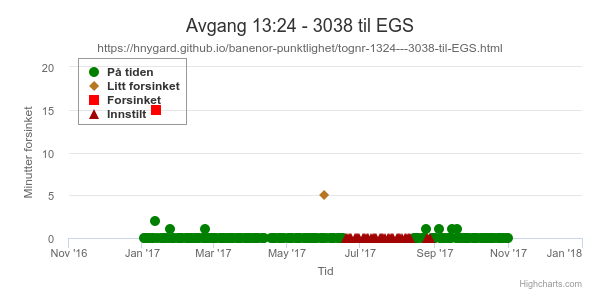 Avgang 13:24 - 3038 til EGS
https://hnygard.github.io/banenor-punktlighet/tognr-1324---3038-til-EGS.html
På tiden
Litt forsinket
Forsinket
Innstilt
Minutter forsinket
20
15
10
5
0
Nov '16 Jan '17 Mar '17 May '17 Jul '17 Sep '17 Nov '17 Jan '18
Tid
Highcharts.com